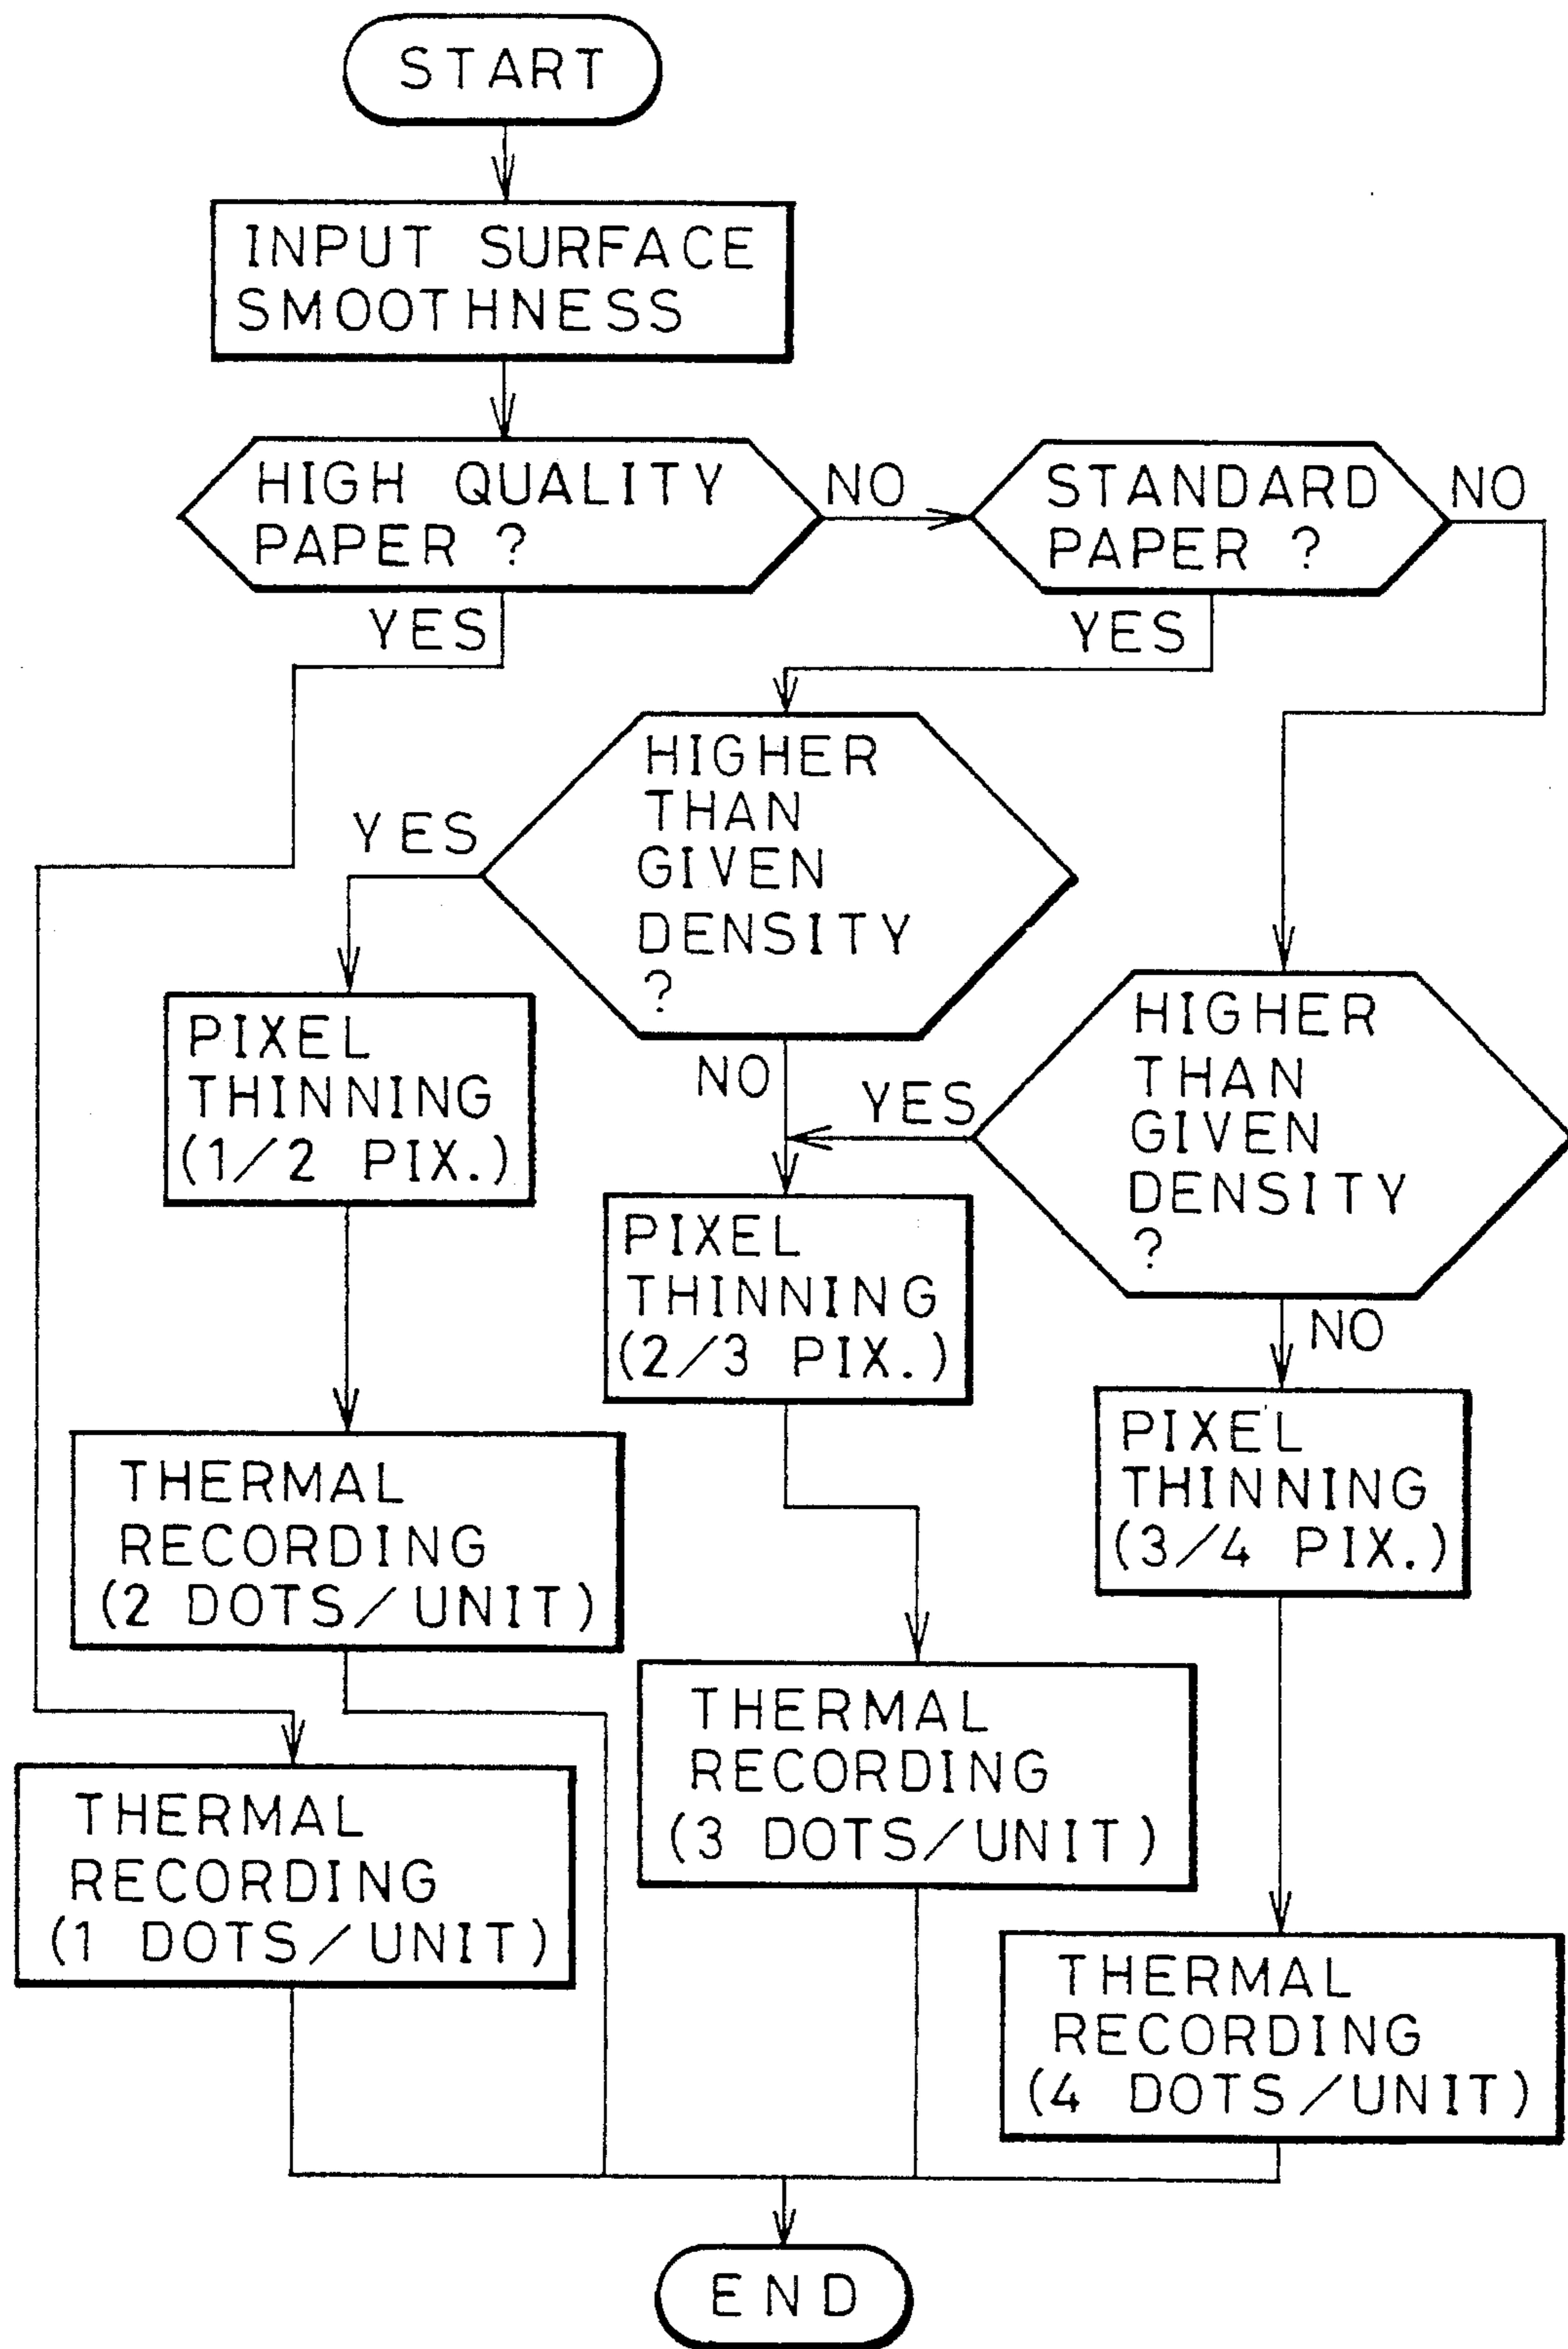 START
INPUT SURFACE
SMOOTHNESS
HIGH QUALITY
PAPER ?
NO
STANDARD
PAPER ?
NO
YES
YES
HIGHER
THAN
GIVEN
DENSITY
?
YES
NO
HIGHER
THAN
GIVEN
DENSITY
?
YES
NO
PIXEL
THINNING
(1/2 PIX.)
PIXEL
THINNING
(2/3 PIX.)
PIXEL
THINNING
(3/4 PIX.)
THERMAL
RECORDING
(2 DOTS/UNIT)
THERMAL
RECORDING
(3 DOTS/UNIT)
THERMAL
RECORDING
(1 DOTS/UNIT)
THERMAL
RECORDING
(4 DOTS/UNIT)
END